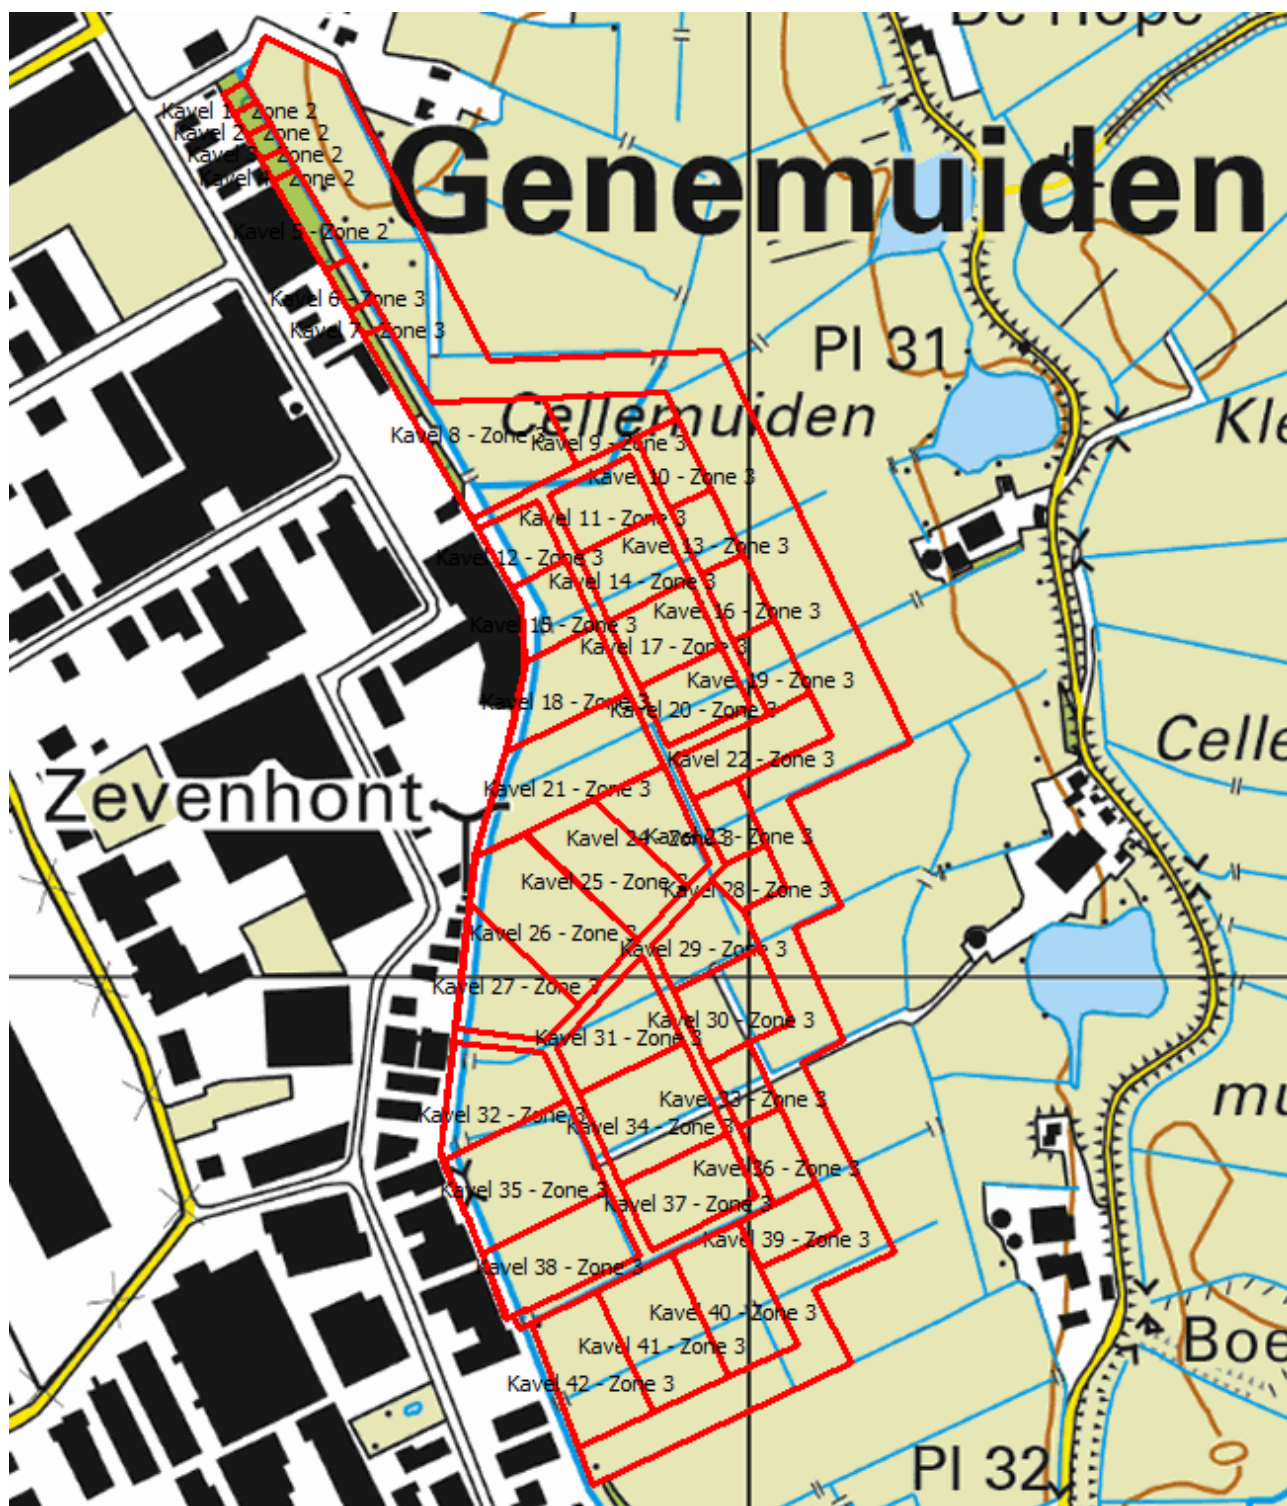 De Hope
Kavel 1 - Zone 2
Kavel 2 - Zone 2
Kavel 3 - Zone 2
Kavel 4 - Zone 2
Genemuiden
Kavel 5 - Zone 2
Kavel 6 - Zone 3
Kavel 7 - Zone 3
Pl 31
Cellemuiden
Kle
Kavel 8 - Zone 3
Kavel 9 - Zone 3
Kavel 10 - Zone 3
Kavel 11 - Zone 3
Kavel 13 - Zone 3
Kavel 12 - Zone 3
Kavel 14 - Zone 3
Kavel 16 - Zone 3
Kavel 15 - Zone 3
Kavel 17 - Zone 3
Kavel 19 - Zone 3
Kavel 18 - Zone 3
Kavel 20 - Zone 3
Celle
Kavel 22 - Zone 3
Kavel 21 - Zone 3
Zevenhont
Kavel 24 - Zone 3
Kavel 23 - Zone 3
Kavel 25 - Zone 3
Kavel 28 - Zone 3
Kavel 26 - Zone 3
Kavel 29 - Zone 3
Kavel 27 - Zone 3
Kavel 30 - Zone 3
Kavel 31 - Zone 3
Kavel 33 - Zone 3
mu
Kavel 32 - Zone 3
Kavel 34 - Zone 3
Kavel 36 - Zone 3
Kavel 35 - Zone 3
Kavel 37 - Zone 3
Kavel 39 - Zone 3
Kavel 38 - Zone 3
Kavel 40 - Zone 3
Boe
Kavel 41 - Zone 3
Kavel 42 - Zone 3
Pl 32